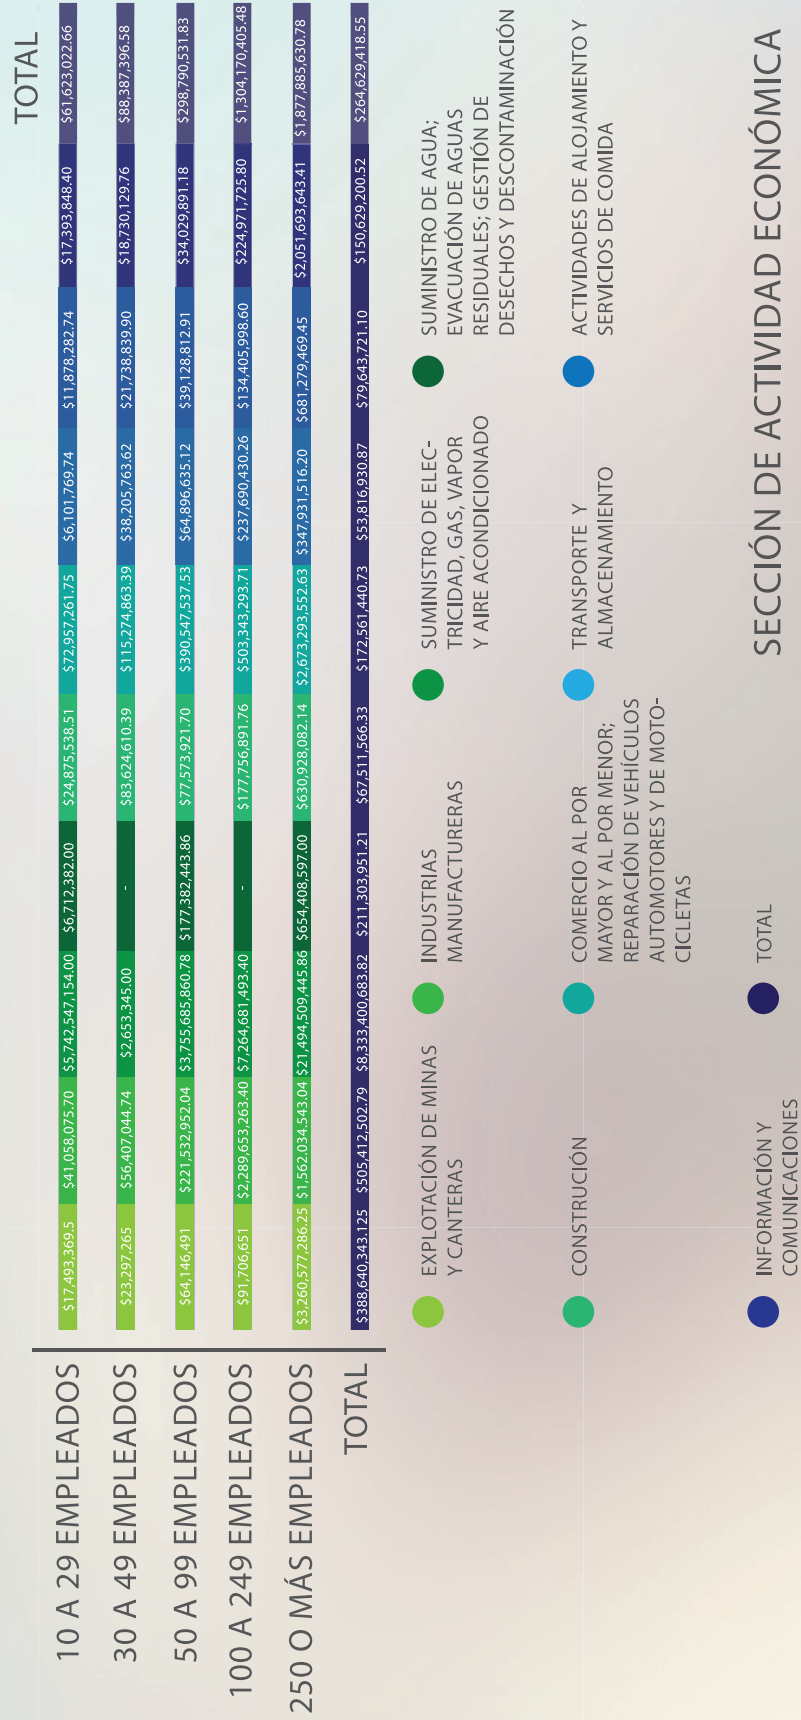 TOTAL
10 A 29 EMPLEADOS $17,493,369.5 $41,058,075.70 $5,742,547,154.00 $6,712,382.00 $24,875,538.51 $72,957,261.75 $6,101,769.74 $11,878,282.74 $17,393,848.40 $61,623,022.66
30 A 49 EMPLEADOS $23,297,265 $56,407,044.74 $2,653,345.00 - $83,624,610.39 $115,274,863.39 $38,205,763.62 $21,738,839.90 $18,730,129.76 $88,387,396.58
50 A 99 EMPLEADOS $64,146,491 $221,532,952.04 $3,755,685,860.78 $177,382,443.86 $77,573,921.70 $390,547,537.53 $64,896,635.12 $39,128,812.91 $34,029,891.18 $298,790,531.83
100 A 249 EMPLEADOS $91,706,651 $2,289,653,263.40 $7,264,681,493.40 - $177,756,891.76 $503,343,293.71 $237,690,430.26 $134,405,998.60 $224,971,725.80 $1,304,170,405.48
250 O MÁS EMPLEADOS $3,260,577,286.25 $1,562.034,543.04 $21,494,509,445.86 $654,408,597.00 $630,928,082.14 $2,673,293,552.63 $347,931,516.20 $681,279,469.45 $2,051,693,643.41 $1,877,885,630.78
TOTAL $388,640,343.125 $505,412,502.79 $8,333,400,683.82 $211,303,951.21 $67,511,566.33 $172,561,440.73 $53,816,930.87 $79,643,721.10 $150,629,200.52 $264,629,418.55
EXPLOTACIÓN DE MINAS
Y CANTERAS
INDUSTRIAS
MANUFACTURERAS
SUMINISTRO DE ELEC-
TRICIDAD, GAS, VAPOR
Y AIRE ACONDICIONADO
SUMINISTRO DE AGUA;
EVACUACIÓN DE AGUAS
RESIDUALES; GESTIÓN DE
DESECHOS Y DESCONTAMINACIÓN
CONSTRUCIÓN
COMERCIO AL POR
MAYOR Y AL POR MENOR;
REPARACIÓN DE VEHÍCULOS
AUTOMOTORES Y DE MOTO-
CICLETAS
TRANSPORTE Y
ALMACENAMIENTO
ACTIVIDADES DE ALOJAMIENTO Y
SERVICIOS DE COMIDA
INFORMACIÓN Y
COMUNICACIONES
TOTAL
SECCIÓN DE ACTIVIDAD ECONÓMICA